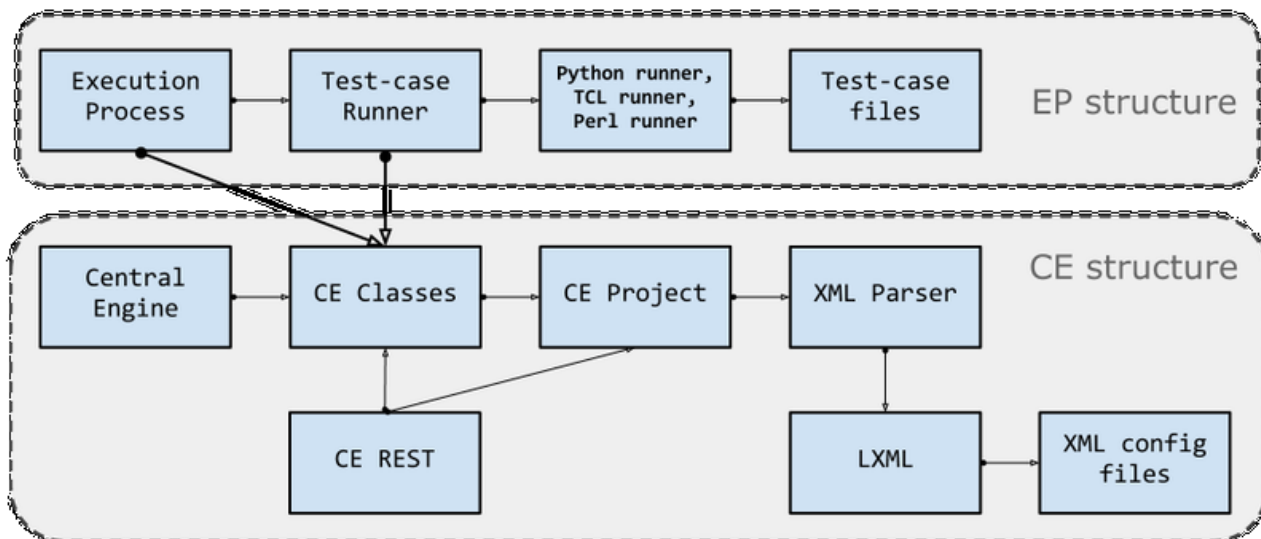 Execution
Process
Test-case
Runner
Python runner,
TCL runner,
Perl runner
Test-case
files
EP structure
Central
Engine
CE Classes
CE Project
XML Parser
CE structure
CE REST
LXML
XML config
files